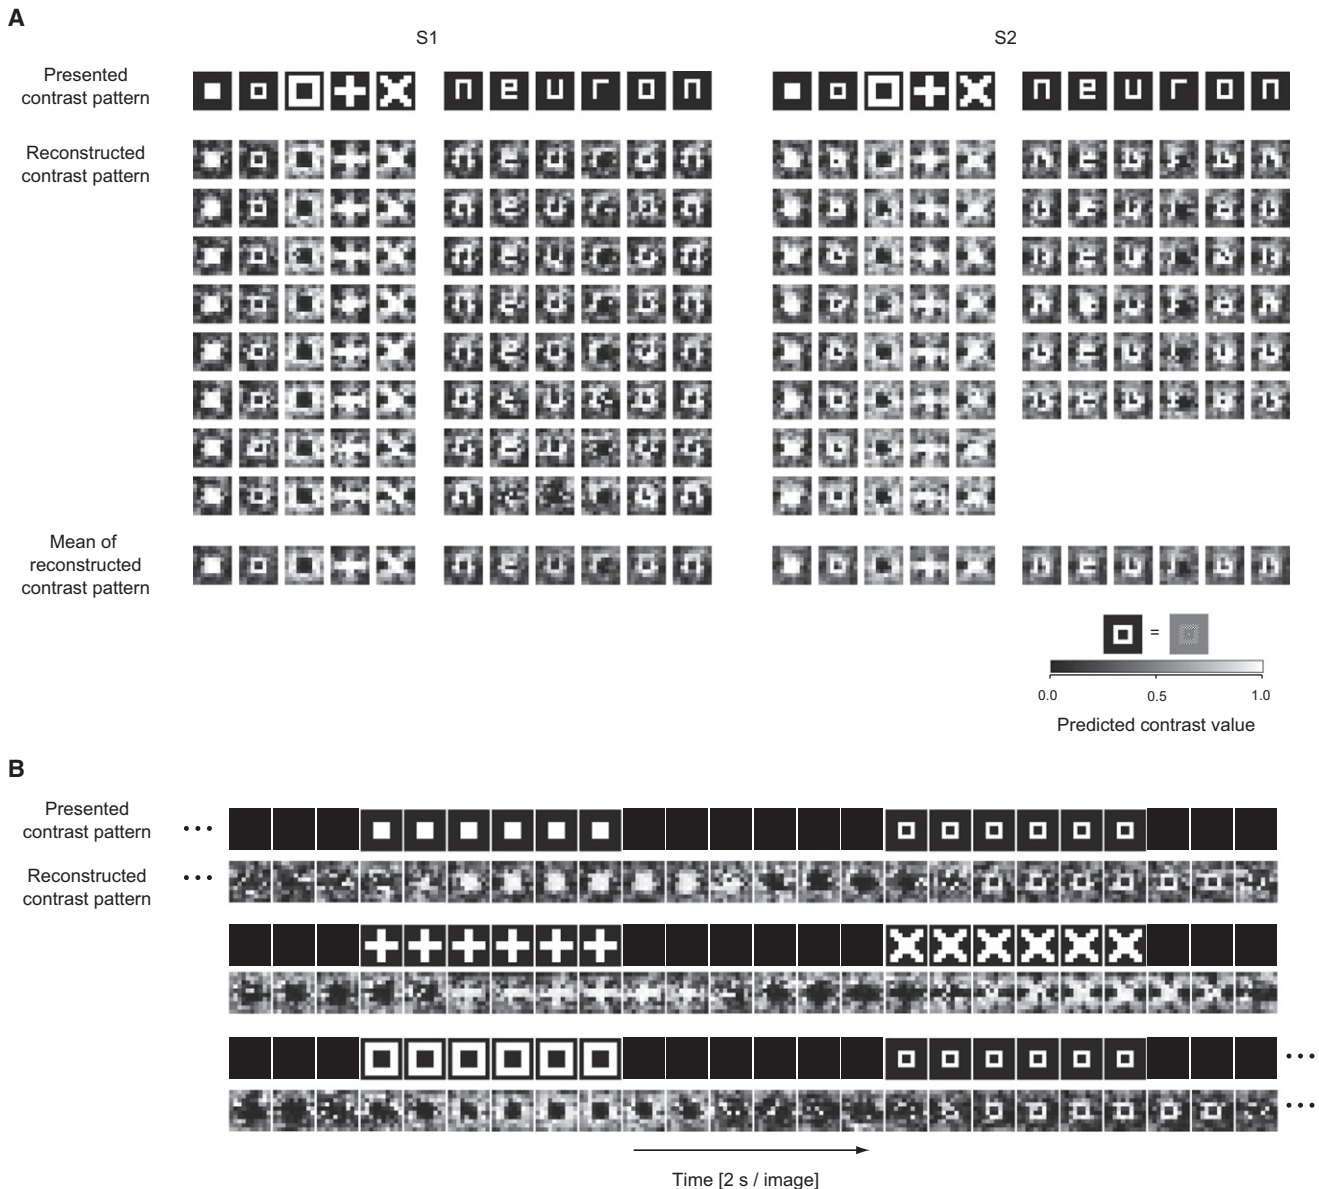 A
S1
S2
Presented
contrast pattern
n e u r o n
n e u r o n
Reconstructed
contrast pattern
Mean of
reconstructed
contrast pattern
=
0.0
0.5
1.0
Predicted contrast value
B
Presented
contrast pattern
Reconstructed
contrast pattern
Time [2 s / image]